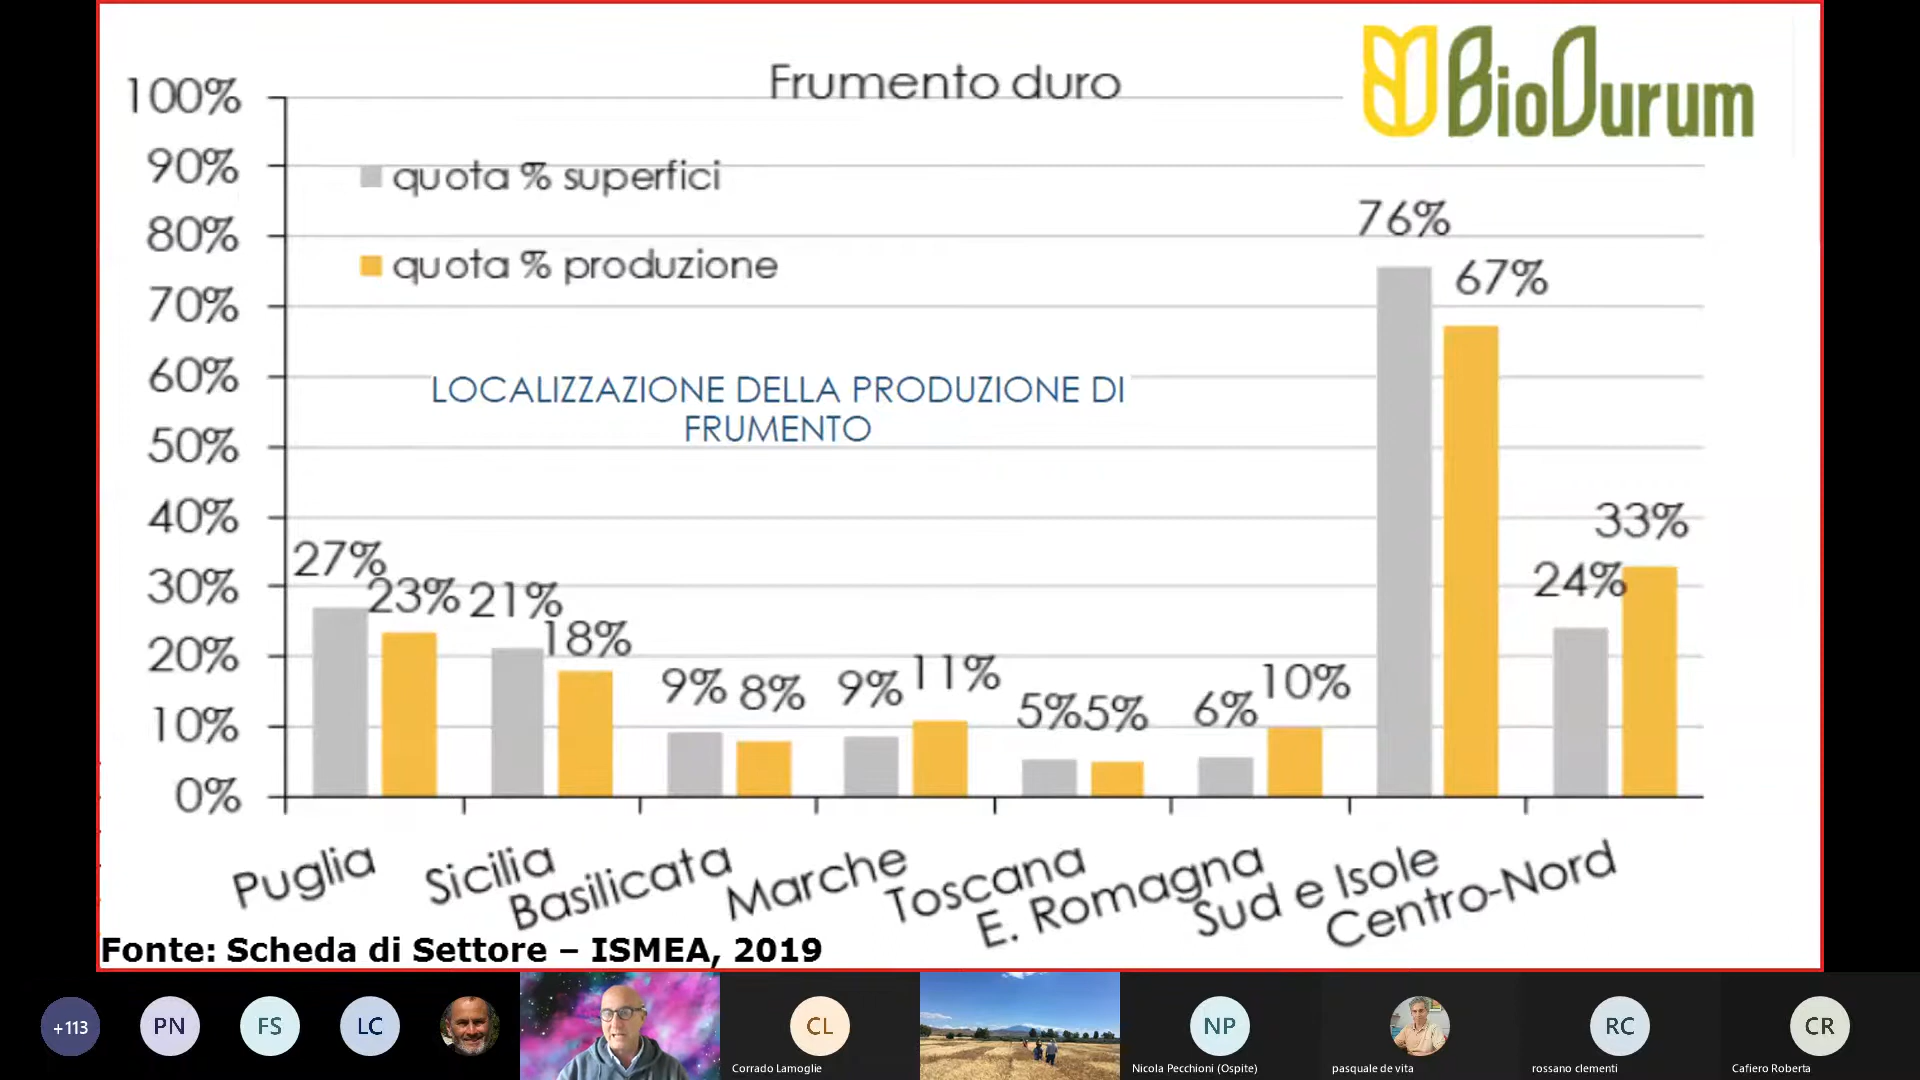 Frumento duro
BioDurum
100%
90%
80%
70%
60%
50%
40%
30%
20%
10%
0%
quota % superfici
quota % produzione
LOCALIZZAZIONE DELLA PRODUZIONE DI
FRUMENTO
27%
23%
21%
18%
9%
8%
9%
11%
5%
5%
6%
10%
76%
67%
24%
33%
Puglia
Sicilia
Basilicata
Marche
Toscana
E. Romagna
Sud e Isole
Centro-Nord
Fonte: Scheda di Settore – ISMEA, 2019
+113
PN
FS
LC
CL
Corrado Lamoglie
NP
Nicola Pecchioni (Ospite)
pasquale de vita
RC
rossano clementi
CR
Cafiero Roberta